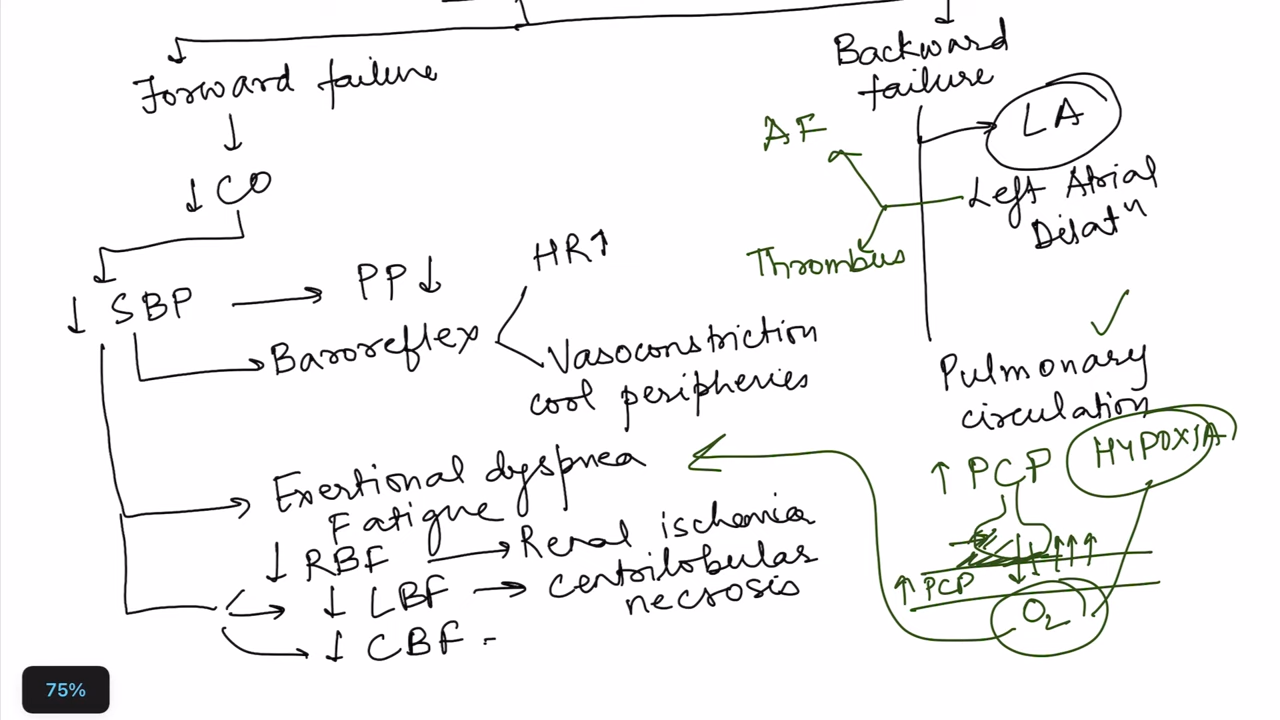 Forward failure
↓
↓ CO
↓ SBP → PP↓
Baroreflex
HR↑
Vasoconstriction
cool peripheries
Exertional dyspnea
Fatigue
↓ RBF → Renal ischemia
↓ LBF → centrilobular
necrosis
↓ CBF -
Backward
failure
LA
Left Atrial
Dilatⁿ
AF
Thrombus
Pulmonary
circulation
↑ PCP
HYPOXIA
↑ PCP
O₂
75%